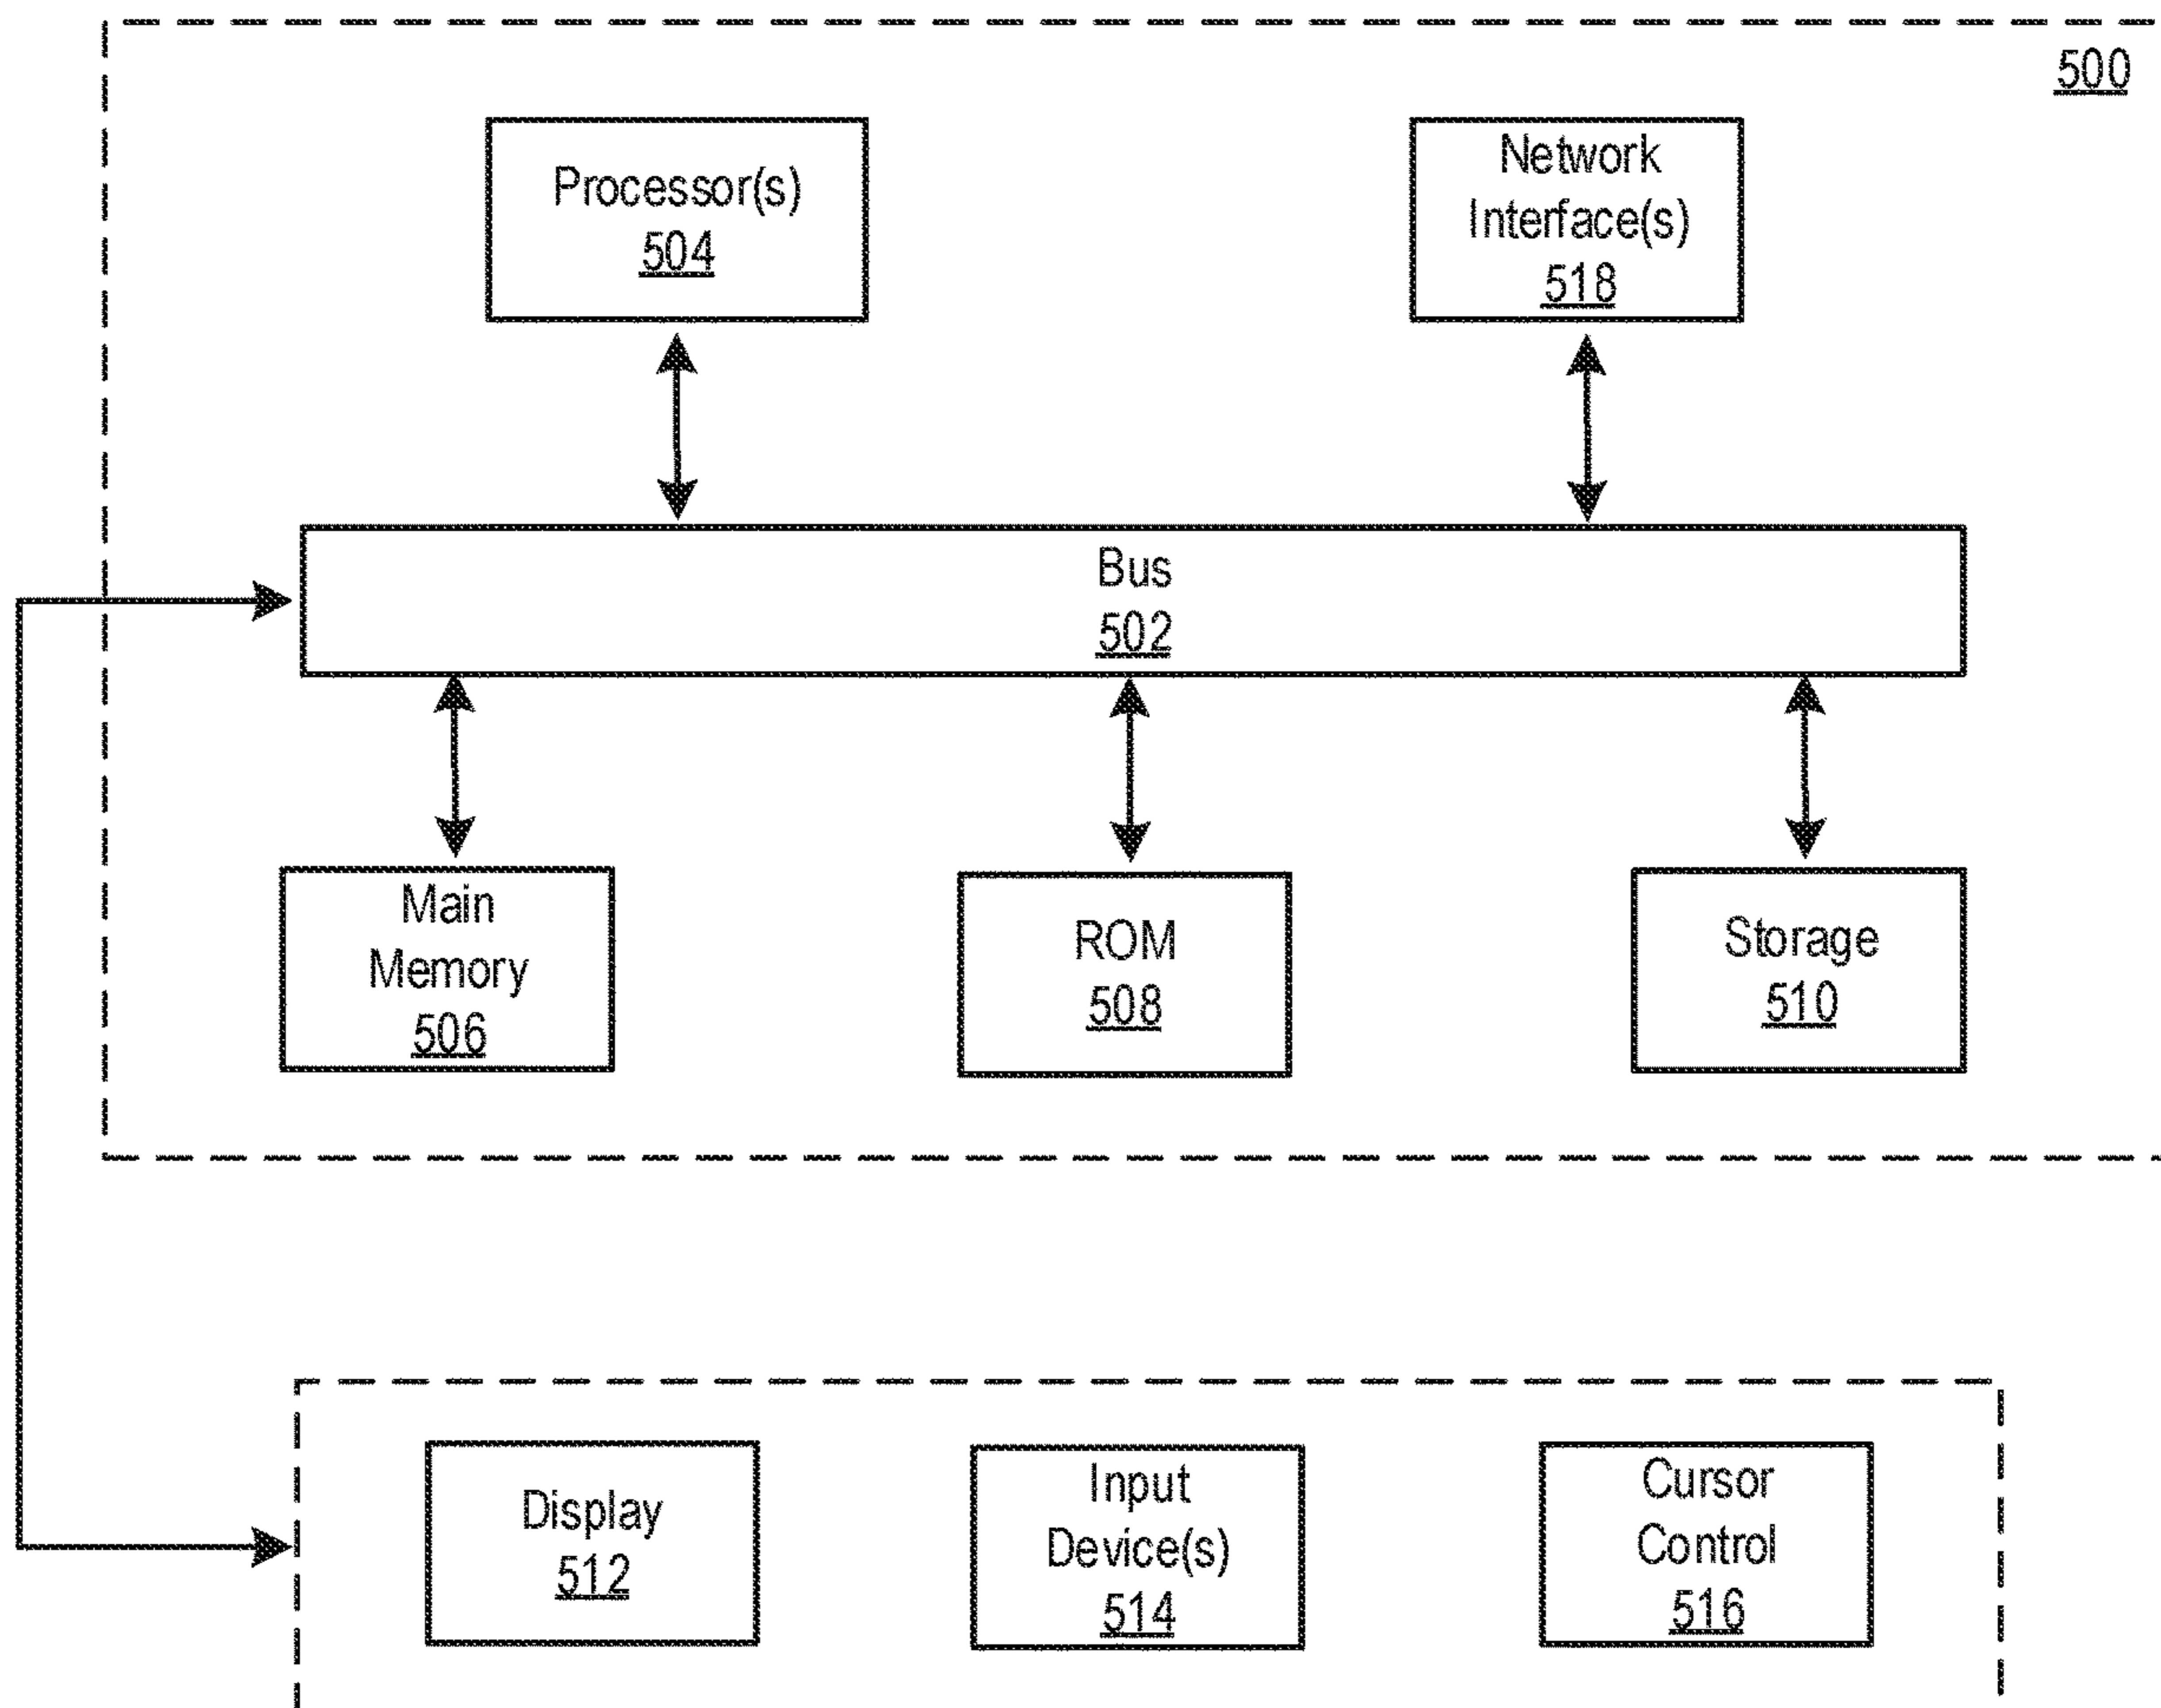 500
Processor(s)
504
Network
Interface(s)
518
Bus
502
Main
Memory
506
ROM
508
Storage
510
Display
512
Input
Device(s)
514
Cursor
Control
516